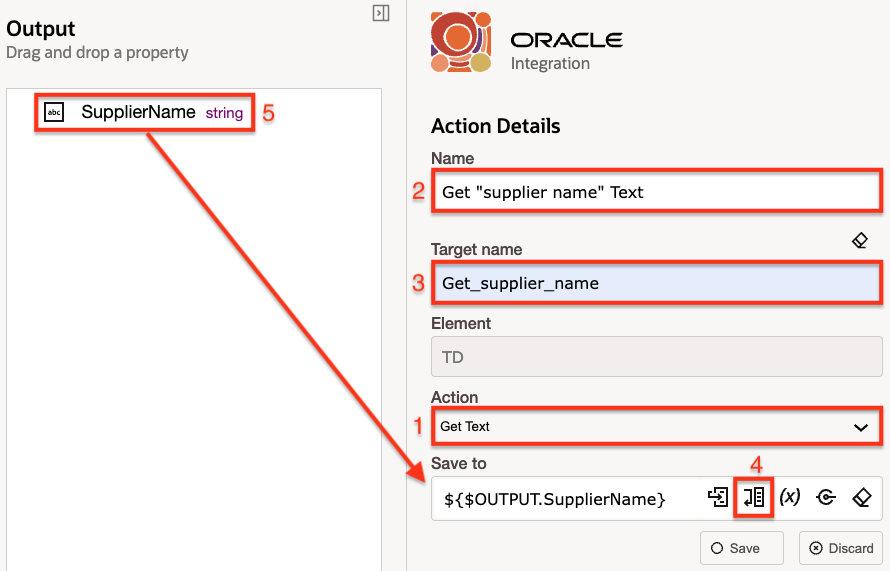 Output
Drag and drop a property
abc SupplierName string 5
ORACLE
Integration
Action Details
Name
2 Get "supplier name" Text
Target name
3 Get_supplier_name
Element
TD
Action
1 Get Text
Save to
4
${$OUTPUT.SupplierName} (x)
Save Discard